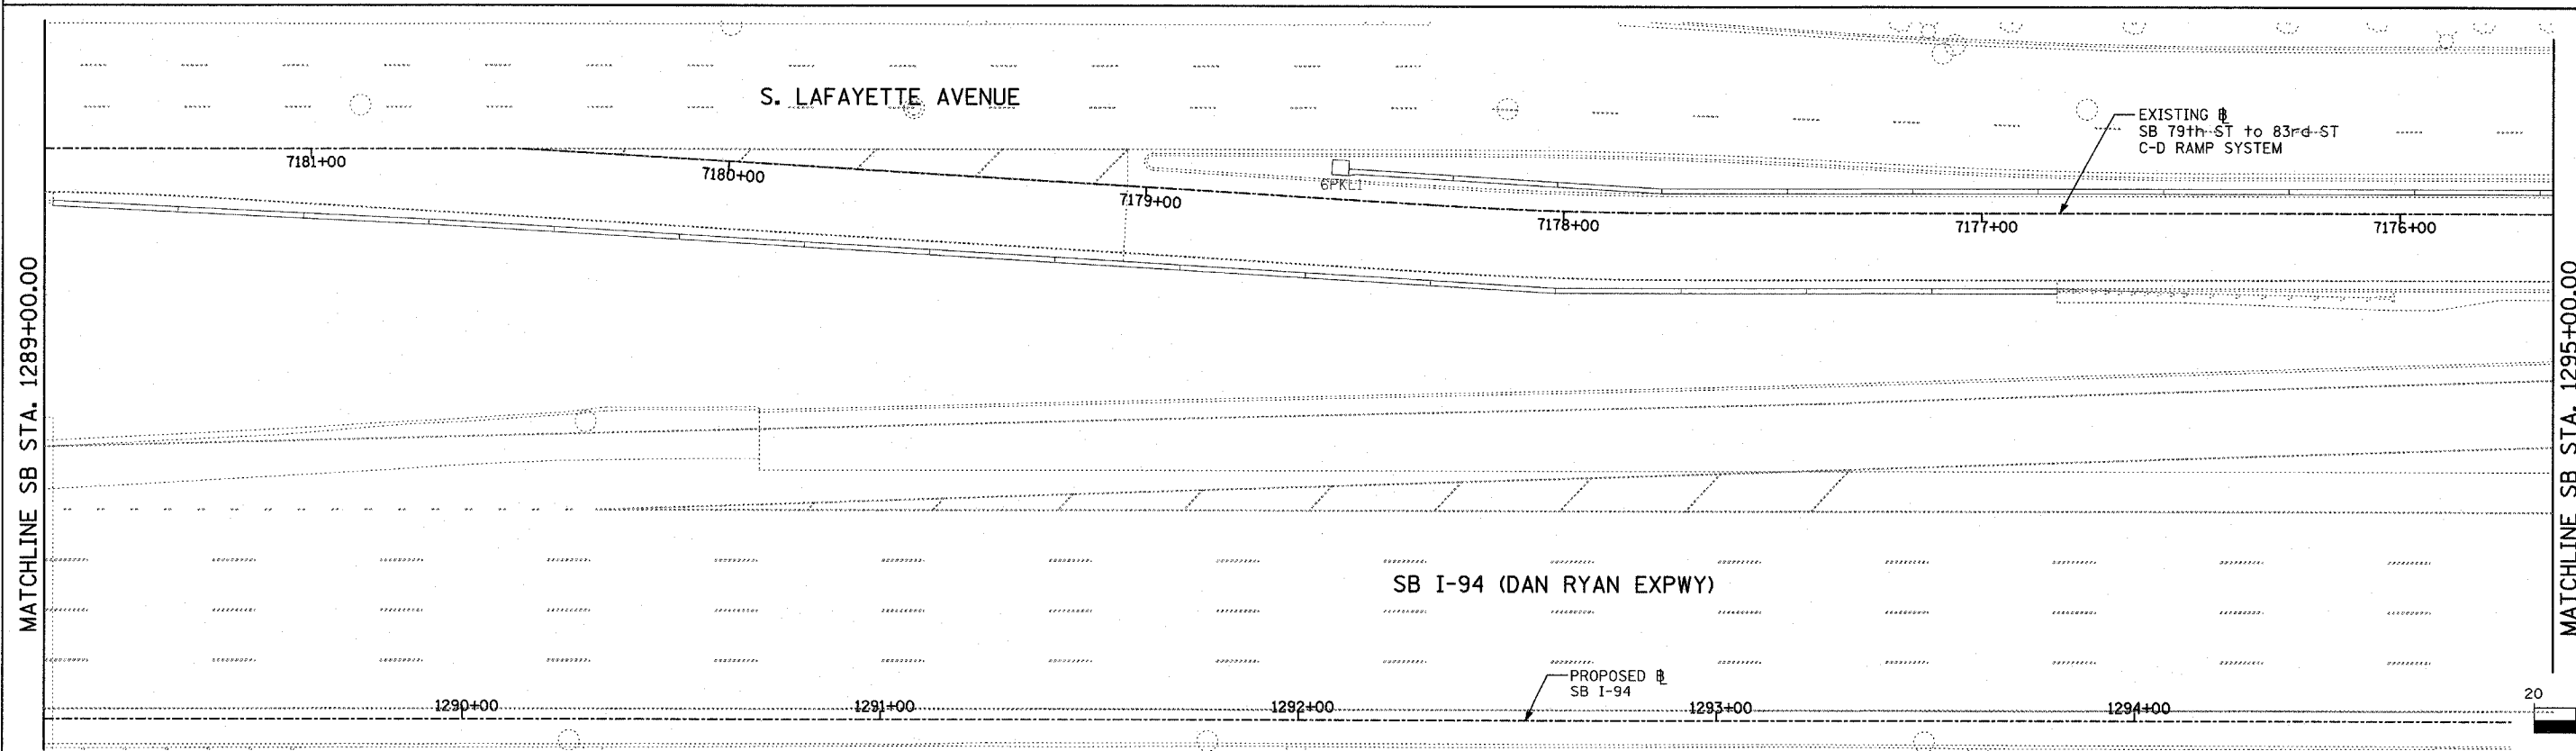 S. LAFAYETTE AVENUE
EXISTING ⅊
SB 79th ST to 83rd ST
C-D RAMP SYSTEM
7181+00
7180+00
7179+00
6PKL1
7178+00
7177+00
7176+00
MATCHLINE SB STA. 1289+00.00
MATCHLINE SB STA. 1295+00.00
SB I-94 (DAN RYAN EXPWY)
PROPOSED ⅊
SB I-94
1290+00
1291+00
1292+00
1293+00
1294+00
20